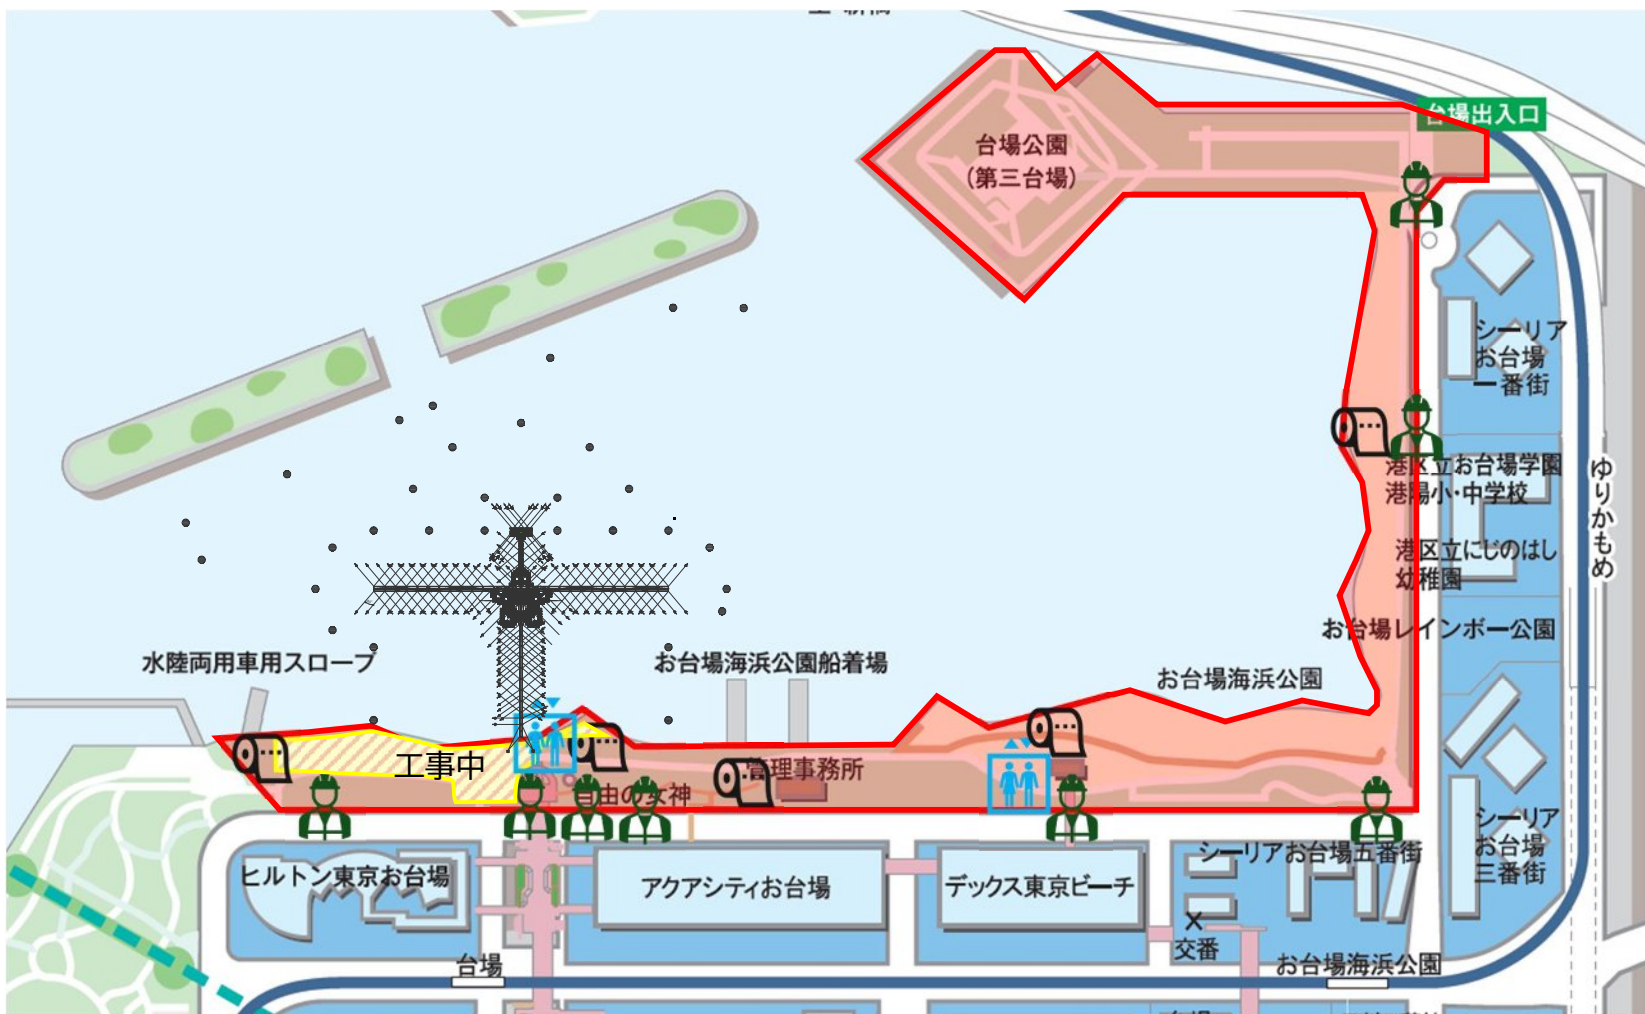 台場出入口
台場公園
(第三台場)
シーリア
お台場
一番街
港区立お台場学園
港陽小・中学校
ゆりかもめ
港区立にじのはし
幼稚園
お台場レインボー公園
水陸両用車用スロープ
お台場海浜公園船着場
お台場海浜公園
工事中
管理事務所
自由の女神
シーリア
お台場
三番街
シーリアお台場五番街
ヒルトン東京お台場
アクアシティお台場
デックス東京ビーチ
交番
台場
お台場海浜公園